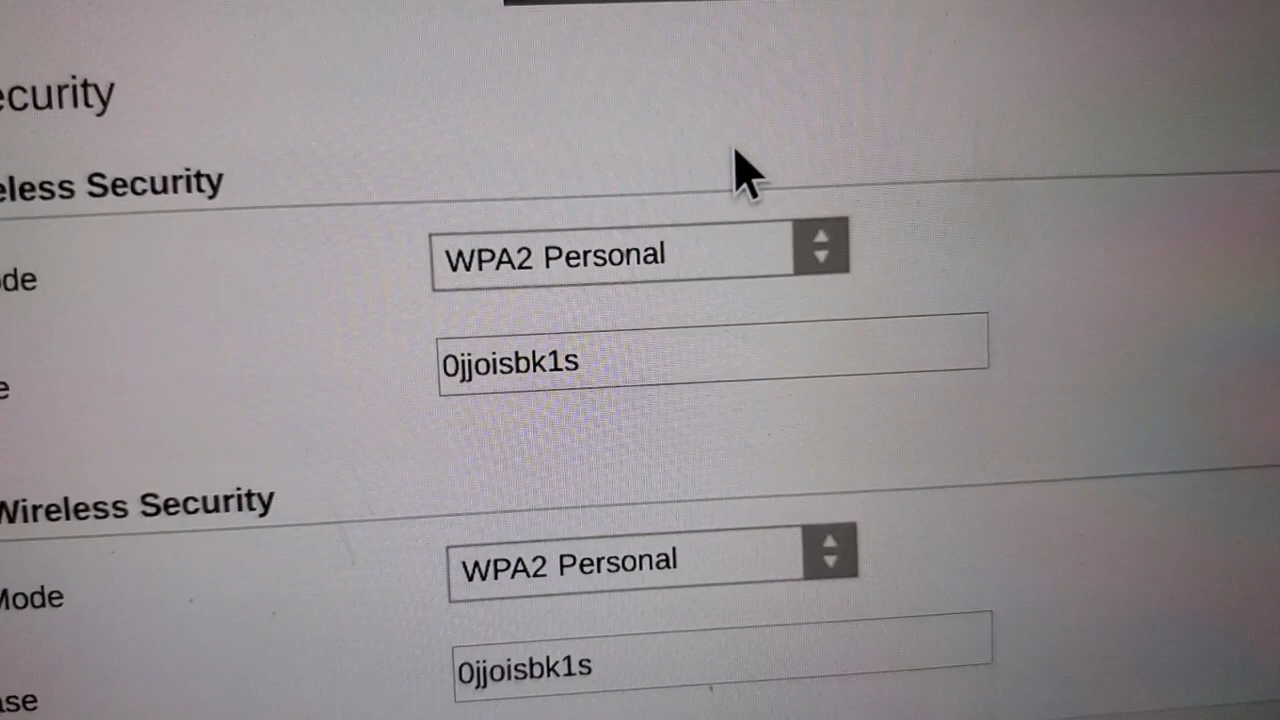 ecurity
eless Security
ode
WPA2 Personal
e
0jjoisbk1s
Wireless Security
Mode
WPA2 Personal
ase
0jjoisbk1s